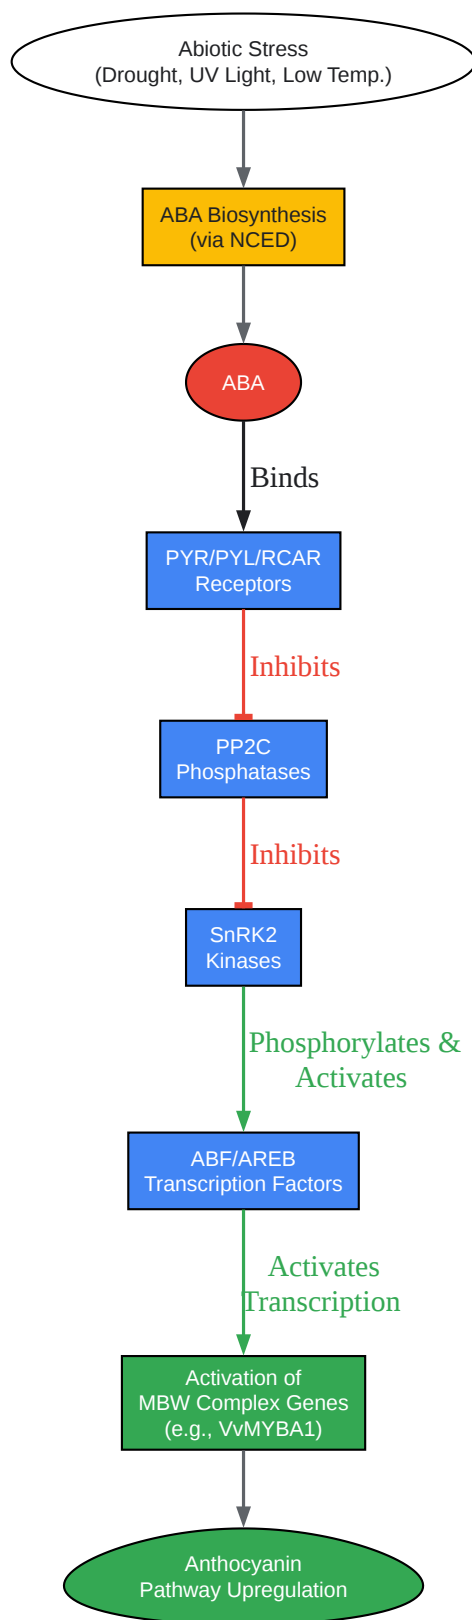 Abiotic Stress
(Drought, UV Light, Low Temp.)
ABA Biosynthesis
(via NCED)
ABA
Binds
PYR/PYL/RCAR
Receptors
Inhibits
PP2C
Phosphatases
Inhibits
SnRK2
Kinases
Phosphorylates &
Activates
ABF/AREB
Transcription Factors
Activates
Transcription
Activation of
MBW Complex Genes
(e.g., VvMYBA1)
Anthocyanin
Pathway Upregulation